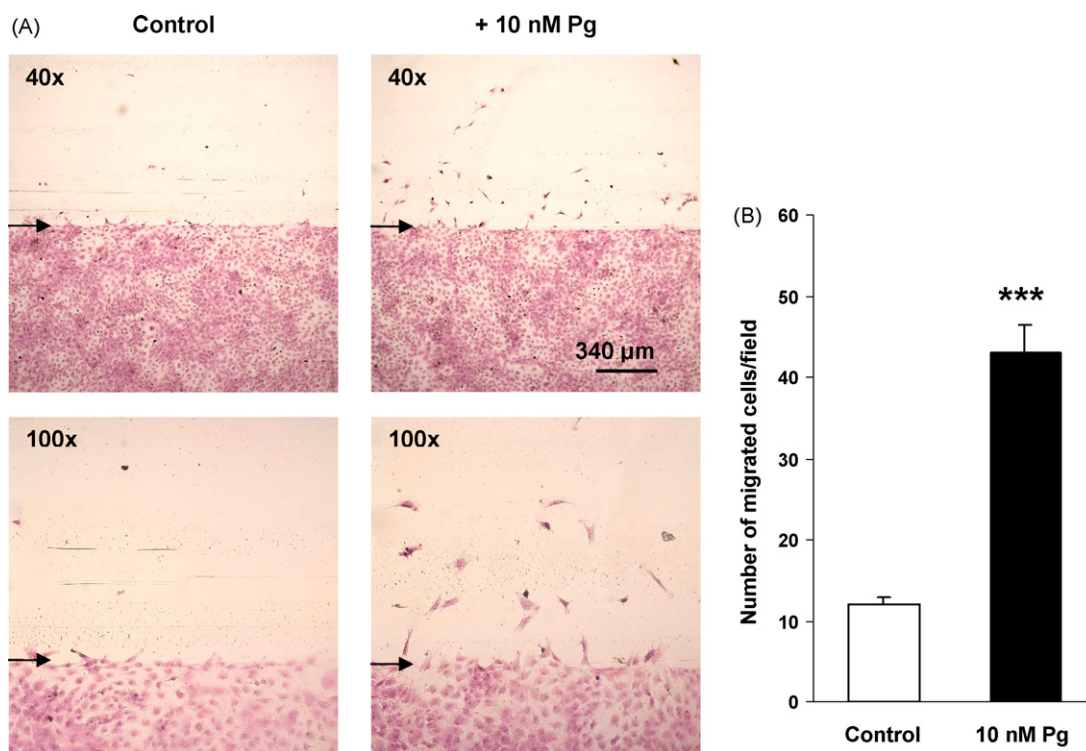 (A)
Control
+ 10 nM Pg
40x
40x
340 µm
100x
100x
(B)
Number of migrated cells/field
60
50
40
30
20
10
0
***
Control
10 nM Pg